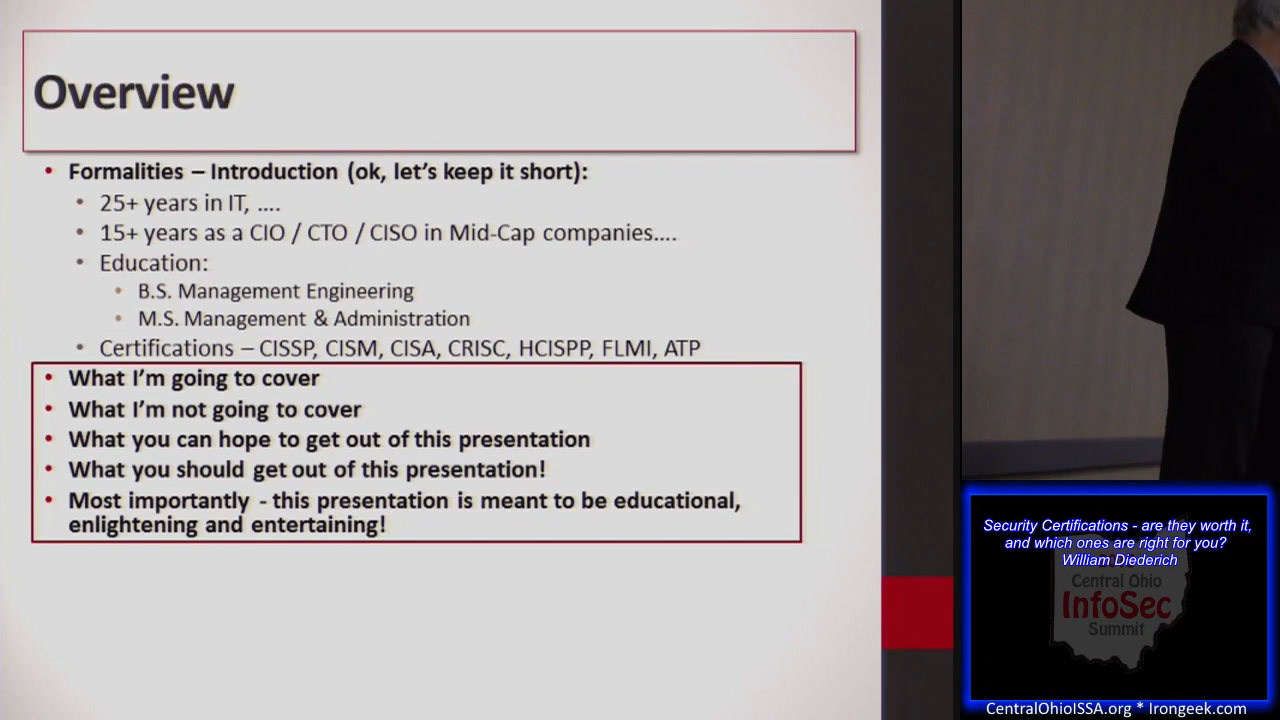 Overview
• Formalities – Introduction (ok, let's keep it short):
• 25+ years in IT, ....
• 15+ years as a CIO / CTO / CISO in Mid-Cap companies....
• Education:
• B.S. Management Engineering
• M.S. Management & Administration
• Certifications – CISSP, CISM, CISA, CRISC, HCISPP, FLMI, ATP
• What I'm going to cover
• What I'm not going to cover
• What you can hope to get out of this presentation
• What you should get out of this presentation!
• Most importantly - this presentation is meant to be educational,
enlightening and entertaining!
Security Certifications - are they worth it,
and which ones are right for you?
William Diederich
Central Ohio
InfoSec
Summit
CentralOhioISSA.org * Irongeek.com